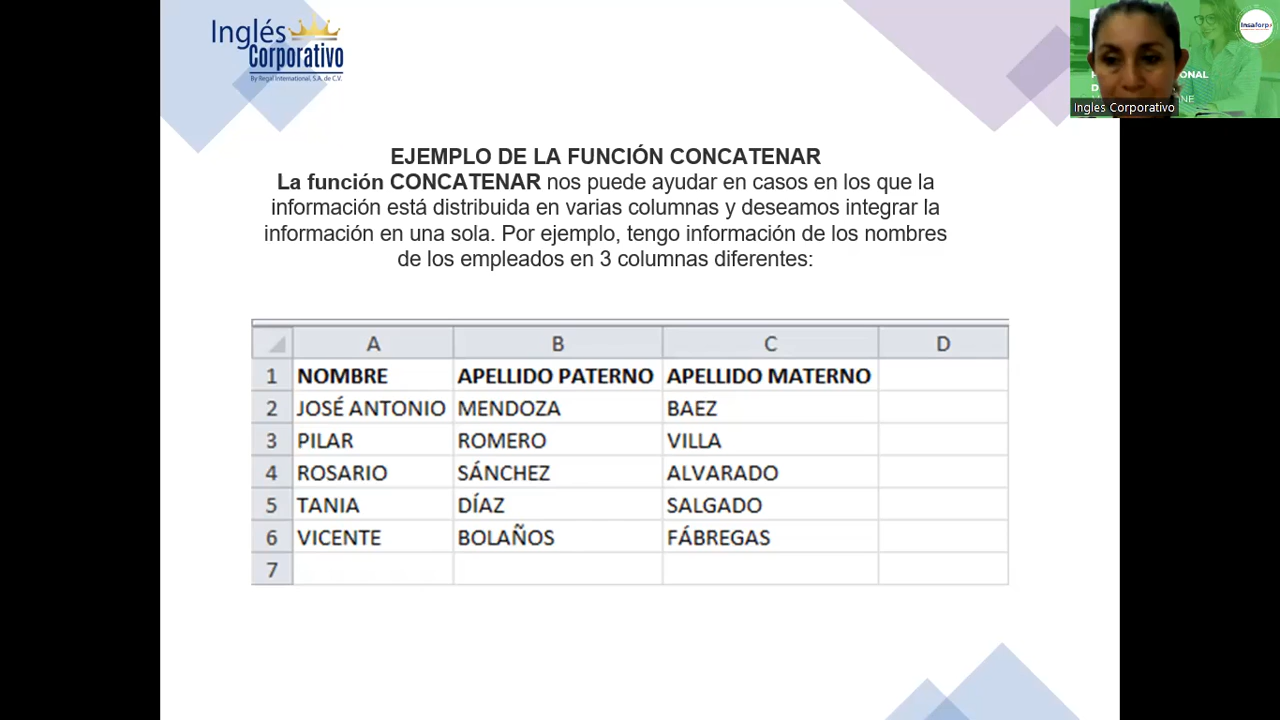 Inglés
Corporativo
By Regal International, S.A. de C.V.
Insaforp
Ingles Corporativo
EJEMPLO DE LA FUNCIÓN CONCATENAR
La función CONCATENAR nos puede ayudar en casos en los que la
información está distribuida en varias columnas y deseamos integrar la
información en una sola. Por ejemplo, tengo información de los nombres
de los empleados en 3 columnas diferentes:
A B C D
1 NOMBRE APELLIDO PATERNO APELLIDO MATERNO
2 JOSÉ ANTONIO MENDOZA BAEZ
3 PILAR ROMERO VILLA
4 ROSARIO SÁNCHEZ ALVARADO
5 TANIA DÍAZ SALGADO
6 VICENTE BOLAÑOS FÁBREGAS
7